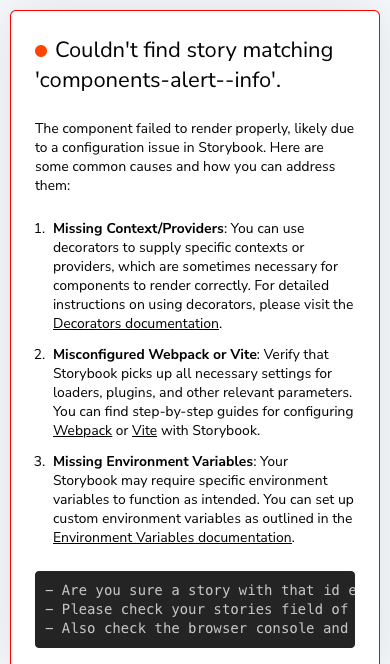 Couldn't find story matching
'components-alert--info'.
The component failed to render properly, likely due
to a configuration issue in Storybook. Here are
some common causes and how you can address
them:
1. Missing Context/Providers: You can use
decorators to supply specific contexts or
providers, which are sometimes necessary for
components to render correctly. For detailed
instructions on using decorators, please visit the
Decorators documentation.
2. Misconfigured Webpack or Vite: Verify that
Storybook picks up all necessary settings for
loaders, plugins, and other relevant parameters.
You can find step-by-step guides for configuring
Webpack or Vite with Storybook.
3. Missing Environment Variables: Your
Storybook may require specific environment
variables to function as intended. You can set up
custom environment variables as outlined in the
Environment Variables documentation.
– Are you sure a story with that id
– Please check your stories field of
– Also check the browser console and